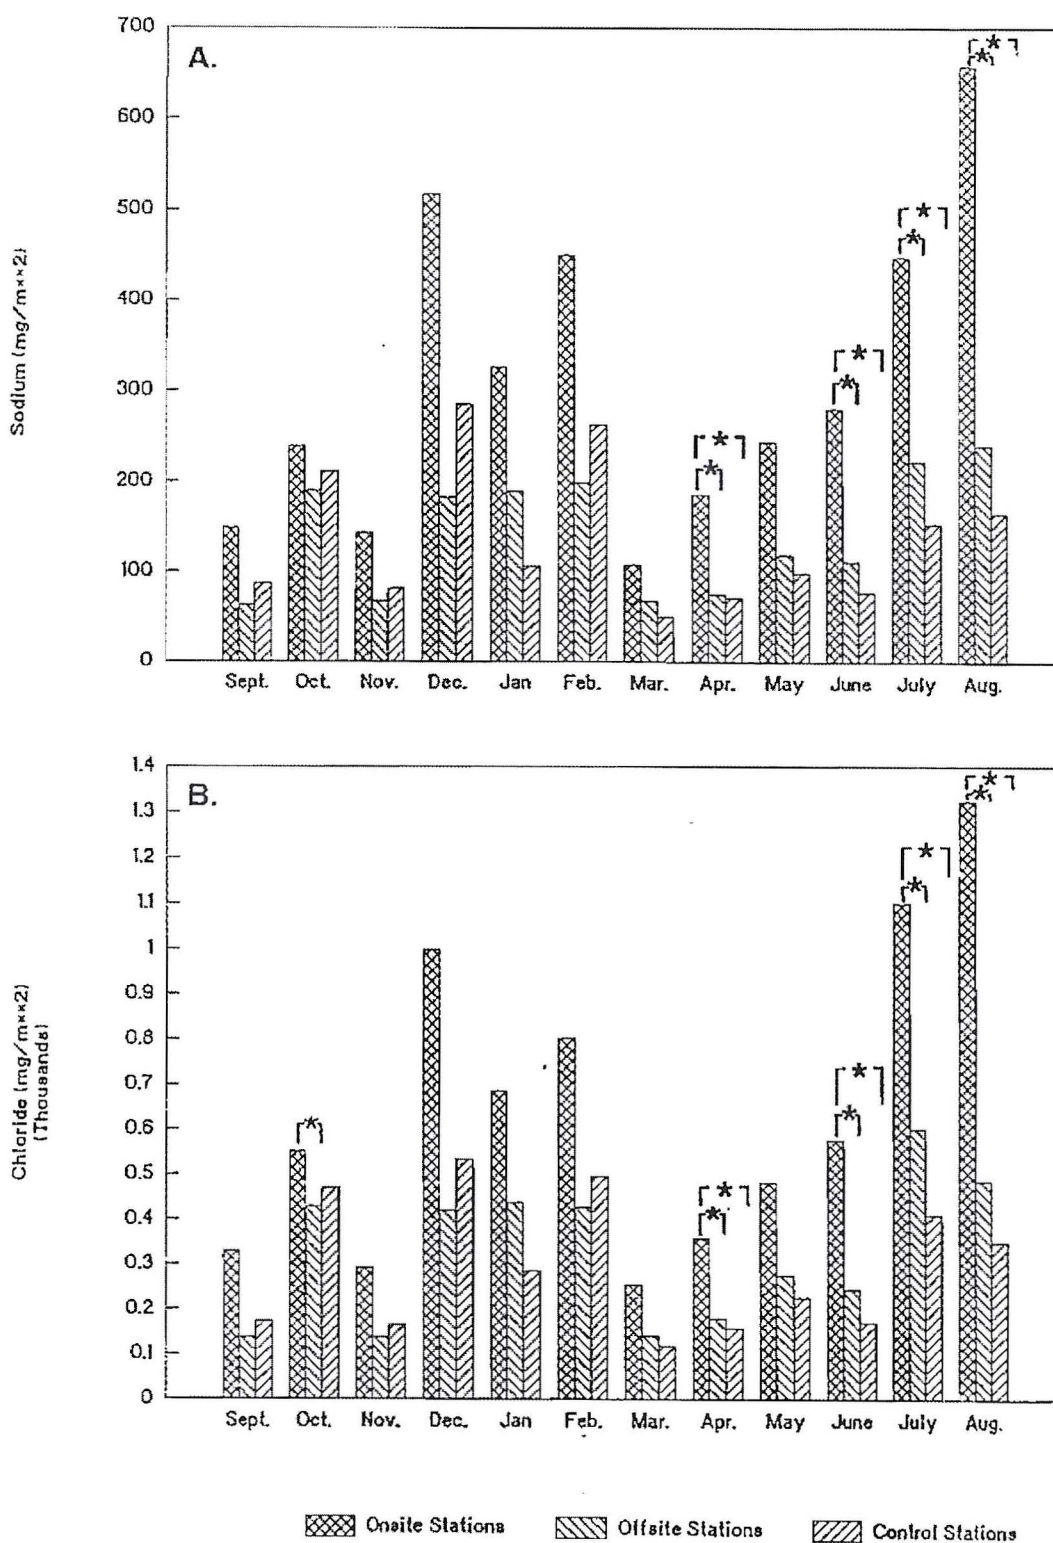 A.
700
600
500
400
300
200
100
0
Sodium (mg/m**2)
Sept. Oct. Nov. Dec. Jan Feb. Mar. Apr. May June July Aug.
* * * * * * * *
B.
1.4
1.3
1.2
1.1
1
0.9
0.8
0.7
0.6
0.5
0.4
0.3
0.2
0.1
0
Chloride (mg/m**2)
(Thousands)
Sept. Oct. Nov. Dec. Jan Feb. Mar. Apr. May June July Aug.
* * * * * * * * *
Onsite Stations Offsite Stations Control Stations